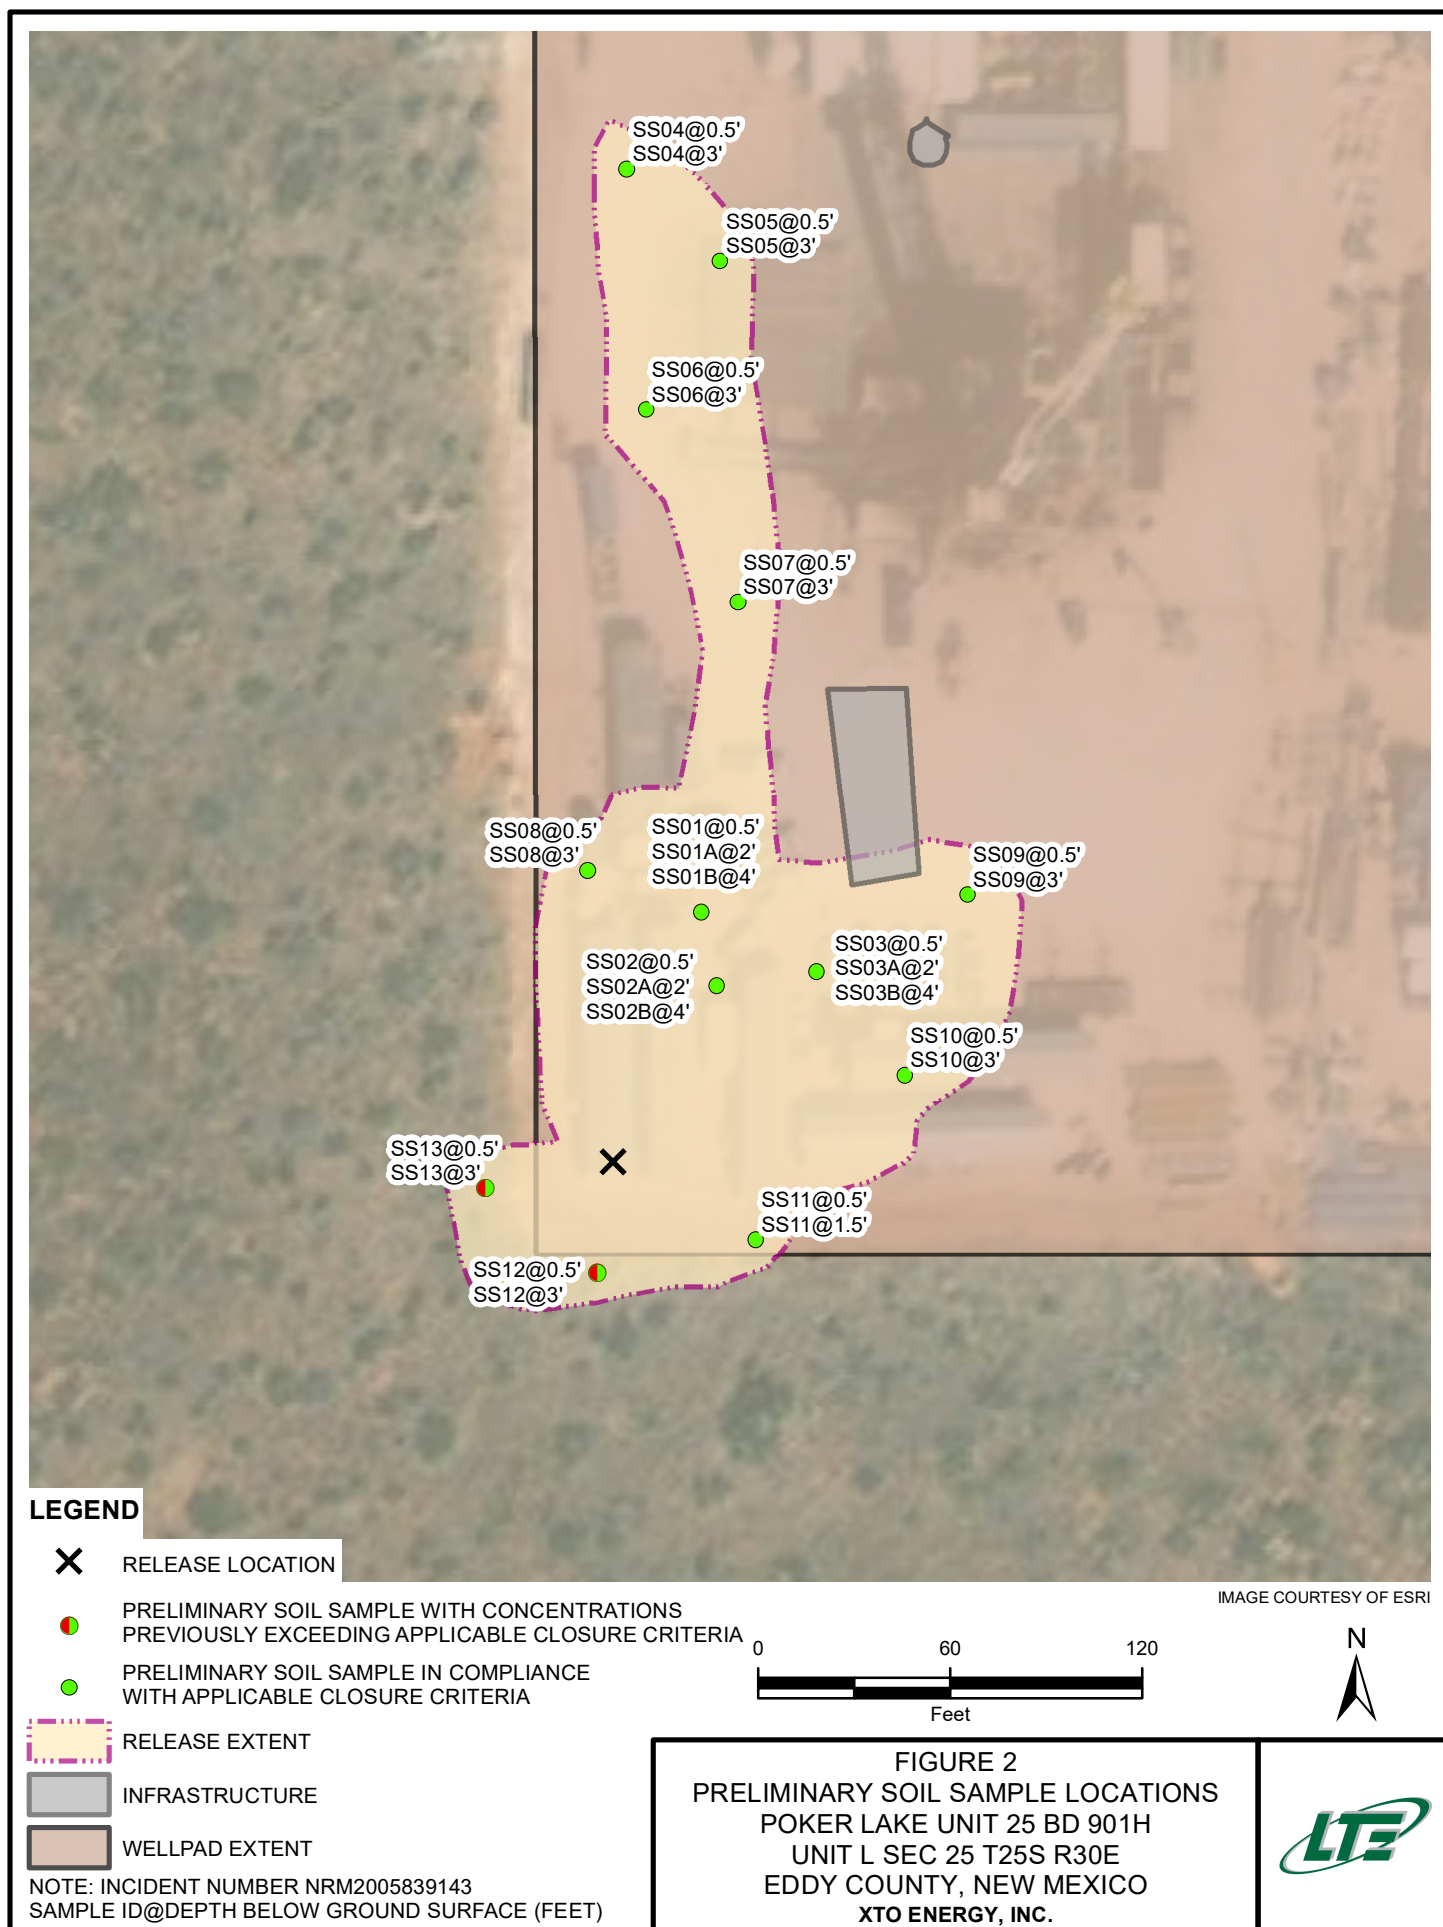 SS04@0.5'
SS04@3'
SS05@0.5'
SS05@3'
SS06@0.5'
SS06@3'
SS07@0.5'
SS07@3'
SS08@0.5'
SS08@3'
SS01@0.5'
SS01A@2'
SS01B@4'
SS09@0.5'
SS09@3'
SS02@0.5'
SS02A@2'
SS02B@4'
SS03@0.5'
SS03A@2'
SS03B@4'
SS10@0.5'
SS10@3'
SS13@0.5'
SS13@3'
SS11@0.5'
SS11@1.5'
SS12@0.5'
SS12@3'
LEGEND
RELEASE LOCATION
PRELIMINARY SOIL SAMPLE WITH CONCENTRATIONS
PREVIOUSLY EXCEEDING APPLICABLE CLOSURE CRITERIA
PRELIMINARY SOIL SAMPLE IN COMPLIANCE
WITH APPLICABLE CLOSURE CRITERIA
RELEASE EXTENT
INFRASTRUCTURE
WELLPAD EXTENT
NOTE: INCIDENT NUMBER NRM2005839143
SAMPLE ID@DEPTH BELOW GROUND SURFACE (FEET)
IMAGE COURTESY OF ESRI
0 60 120
Feet
N
FIGURE 2
PRELIMINARY SOIL SAMPLE LOCATIONS
POKER LAKE UNIT 25 BD 901H
UNIT L SEC 25 T25S R30E
EDDY COUNTY, NEW MEXICO
XTO ENERGY, INC.
LTE